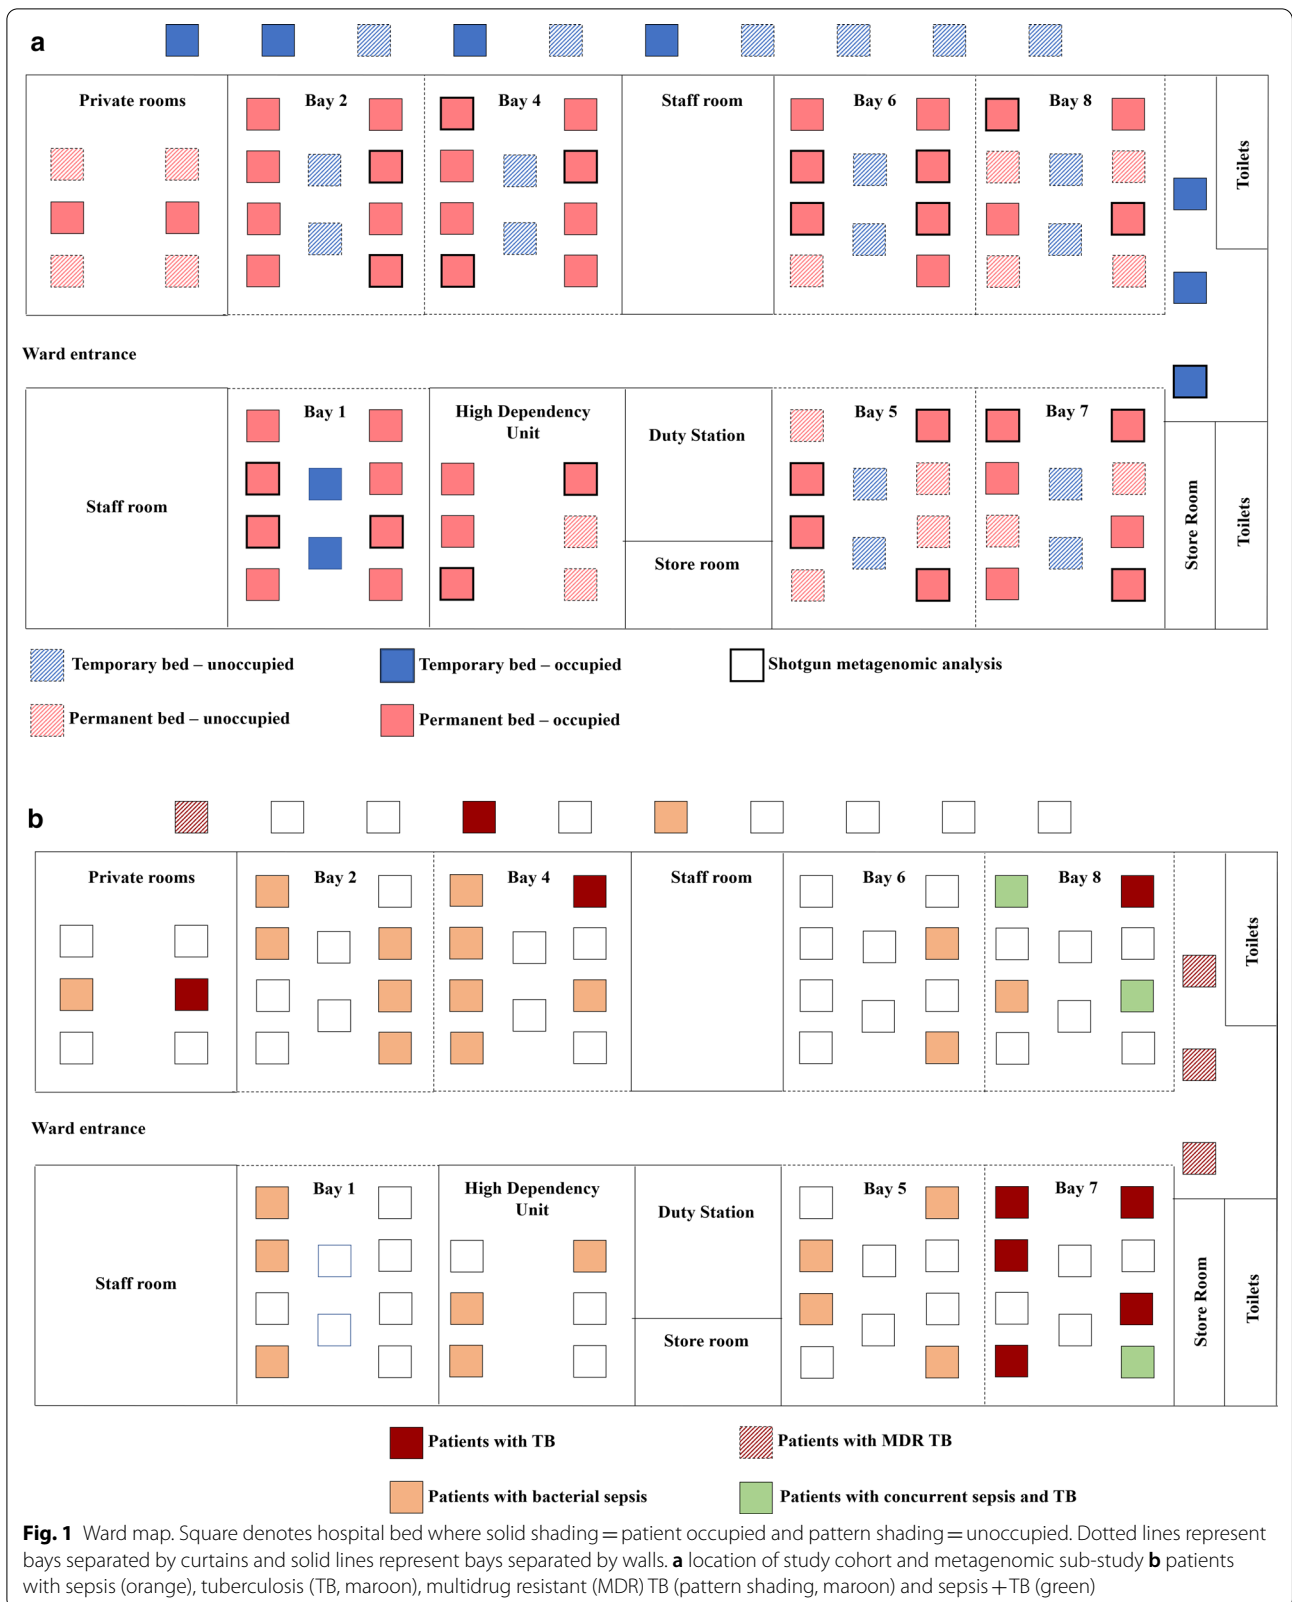 a
Private rooms
Bay 2
Bay 4
Staff room
Bay 6
Bay 8
Toilets
Ward entrance
Staff room
Bay 1
High Dependency
Unit
Duty Station
Store room
Bay 5
Bay 7
Store Room
Toilets
Temporary bed – unoccupied
Temporary bed – occupied
Shotgun metagenomic analysis
Permanent bed – unoccupied
Permanent bed – occupied
b
Private rooms
Bay 2
Bay 4
Staff room
Bay 6
Bay 8
Toilets
Ward entrance
Staff room
Bay 1
High Dependency
Unit
Duty Station
Store room
Bay 5
Bay 7
Store Room
Toilets
Patients with TB
Patients with MDR TB
Patients with bacterial sepsis
Patients with concurrent sepsis and TB
Fig. 1 Ward map. Square denotes hospital bed where solid shading = patient occupied and pattern shading = unoccupied. Dotted lines represent
bays separated by curtains and solid lines represent bays separated by walls. a location of study cohort and metagenomic sub-study b patients
with sepsis (orange), tuberculosis (TB, maroon), multidrug resistant (MDR) TB (pattern shading, maroon) and sepsis + TB (green)